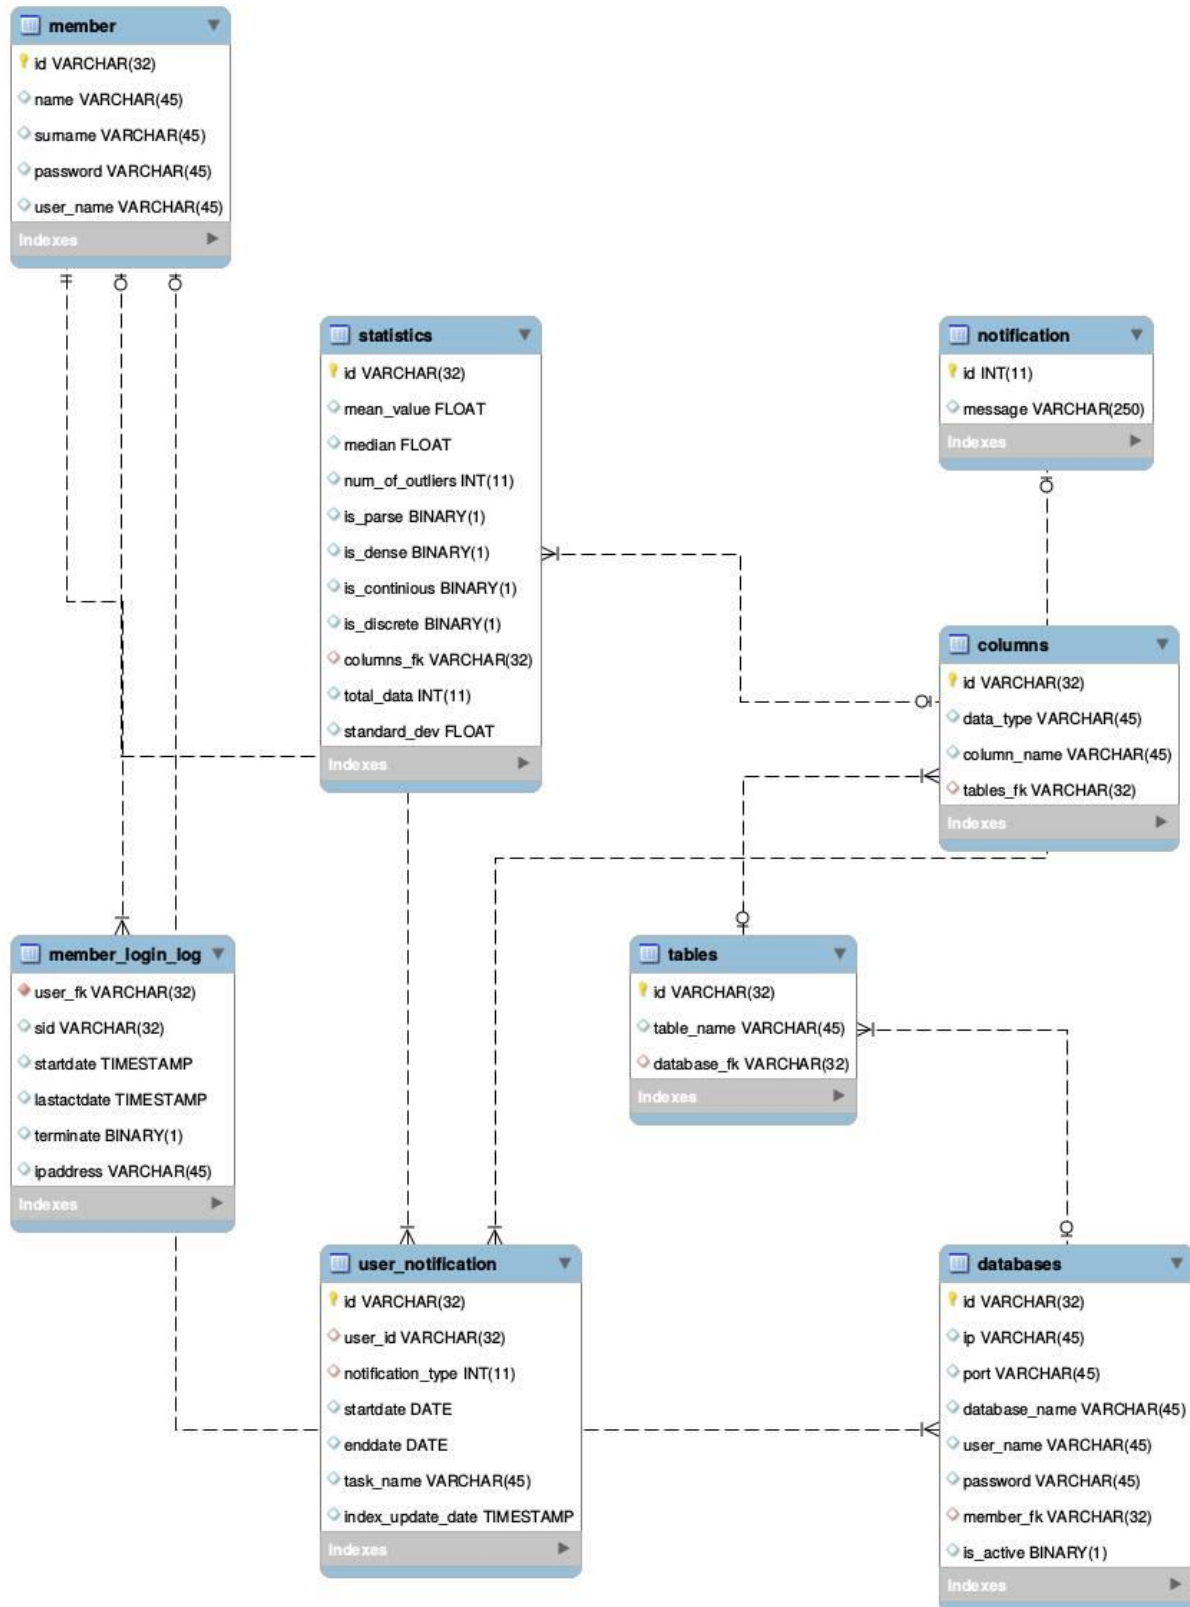 member
id VARCHAR(32)
name VARCHAR(45)
surname VARCHAR(45)
password VARCHAR(45)
user_name VARCHAR(45)
Indexes
statistics
id VARCHAR(32)
mean_value FLOAT
median FLOAT
num_of_outliers INT(11)
is_parse BINARY(1)
is_dense BINARY(1)
is_continious BINARY(1)
is_discrete BINARY(1)
columns_fk VARCHAR(32)
total_data INT(11)
standard_dev FLOAT
Indexes
notification
id INT(11)
message VARCHAR(250)
Indexes
columns
id VARCHAR(32)
data_type VARCHAR(45)
column_name VARCHAR(45)
tables_fk VARCHAR(32)
Indexes
member_login_log
user_fk VARCHAR(32)
sid VARCHAR(32)
startdate TIMESTAMP
lastactdate TIMESTAMP
terminate BINARY(1)
ipaddress VARCHAR(45)
Indexes
tables
id VARCHAR(32)
table_name VARCHAR(45)
database_fk VARCHAR(32)
Indexes
user_notification
id VARCHAR(32)
user_id VARCHAR(32)
notification_type INT(11)
startdate DATE
enddate DATE
task_name VARCHAR(45)
index_update_date TIMESTAMP
Indexes
databases
id VARCHAR(32)
ip VARCHAR(45)
port VARCHAR(45)
database_name VARCHAR(45)
user_name VARCHAR(45)
password VARCHAR(45)
member_fk VARCHAR(32)
is_active BINARY(1)
Indexes